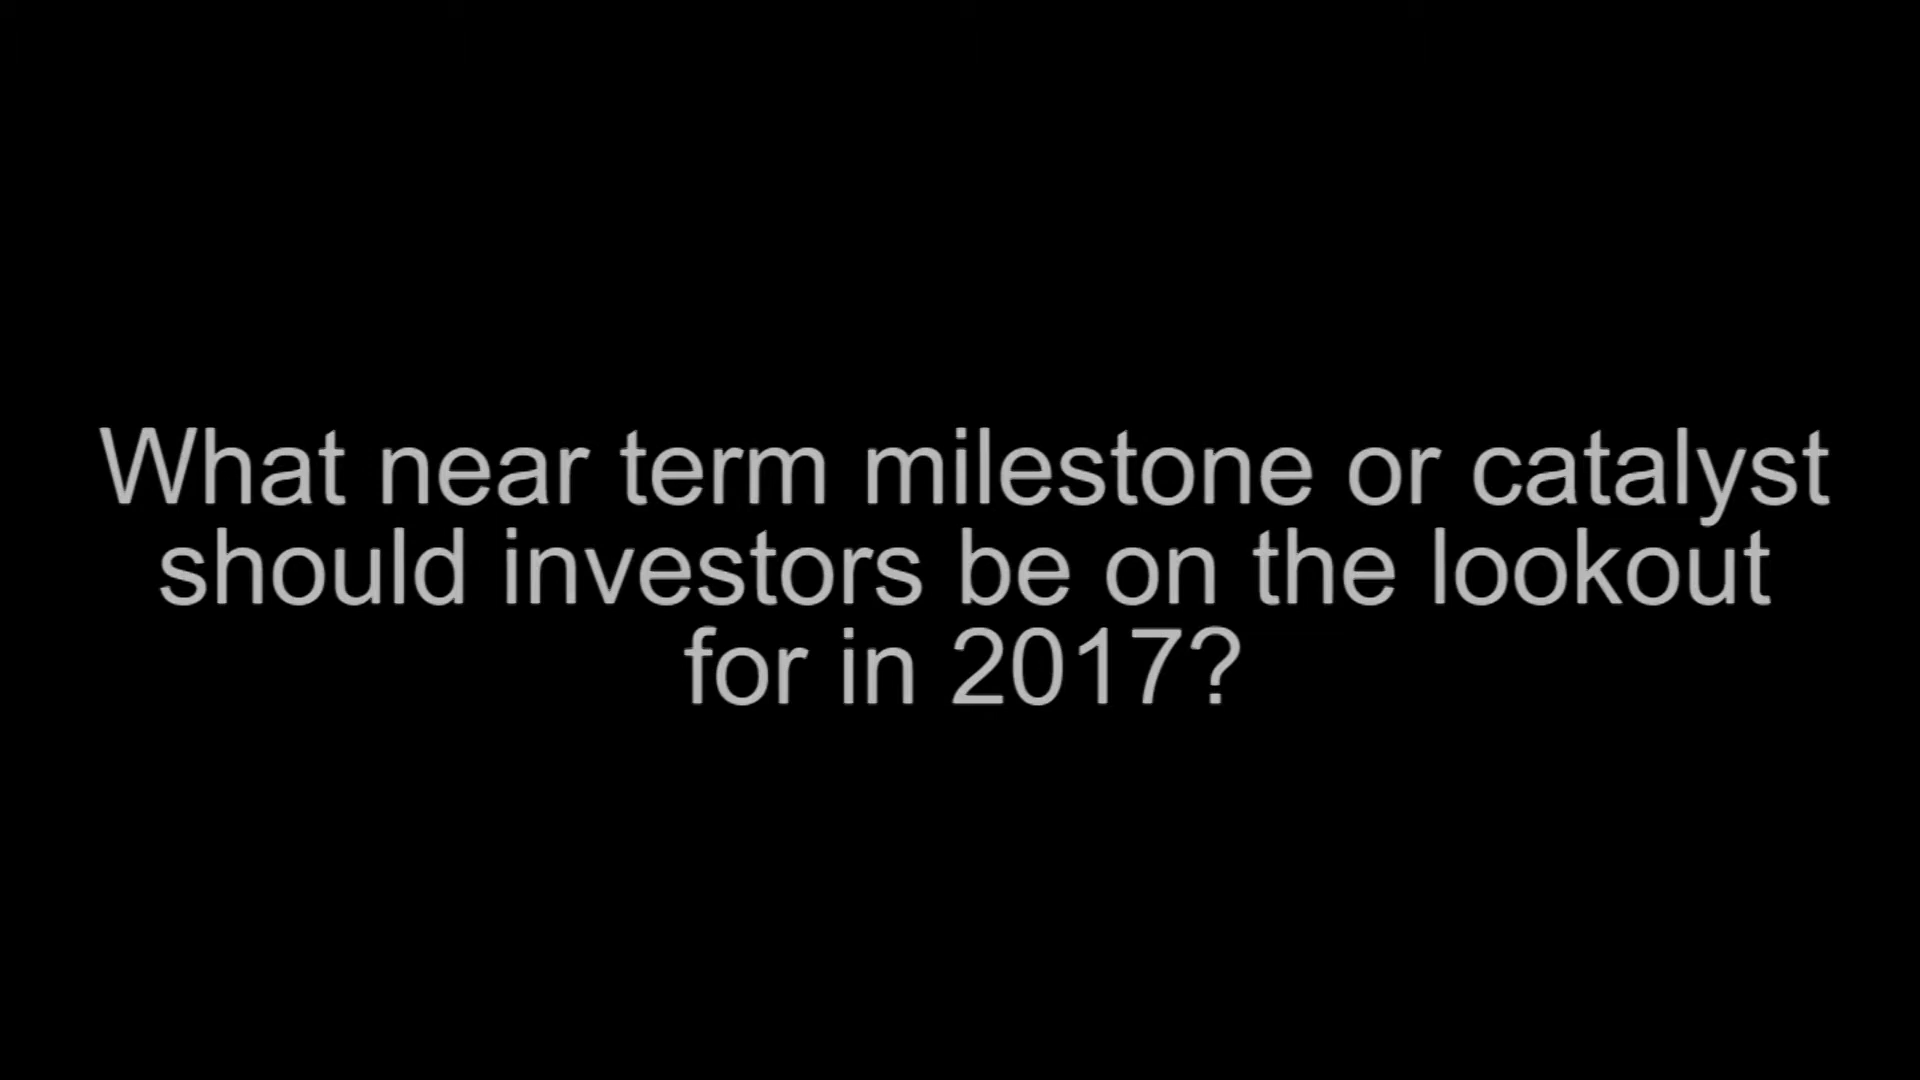 What near term milestone or catalyst
should investors be on the lookout
for in 2017?